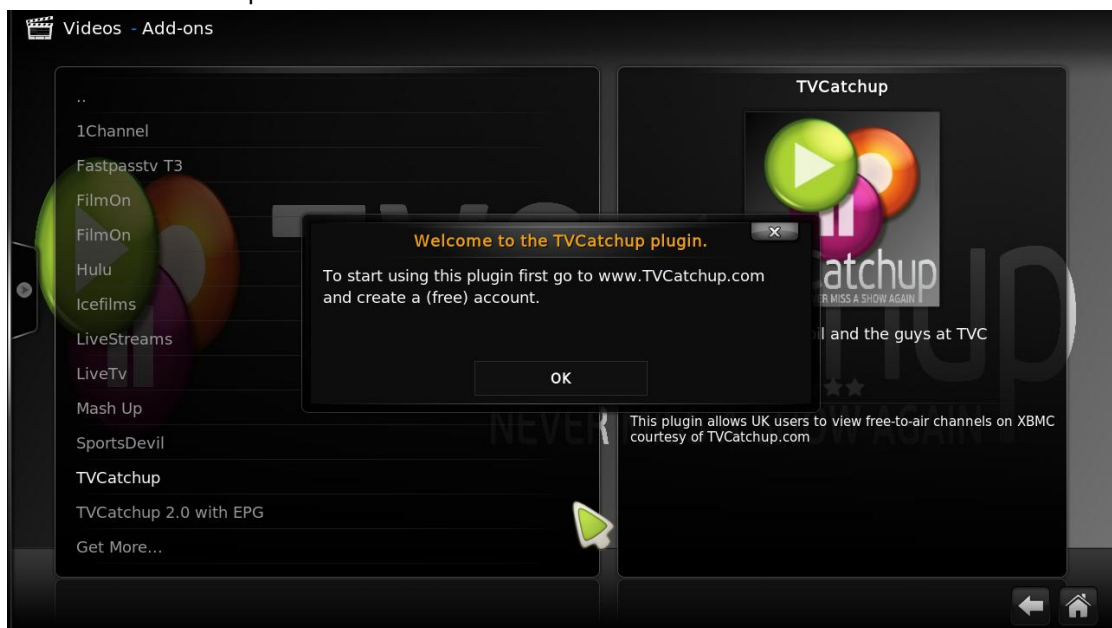 Videos - Add-ons
..
1Channel
Fastpasstv T3
FilmOn
FilmOn
Hulu
Icefilms
LiveStreams
LiveTv
Mash Up
SportsDevil
TVCatchup
TVCatchup 2.0 with EPG
Get More...
Welcome to the TVCatchup plugin.
To start using this plugin first go to www.TVCatchup.com
and create a (free) account.
OK
TVCatchup
atchup
MISS A SHOW AGAIN
and the guys at TVC
This plugin allows UK users to view free-to-air channels on XBMC
courtesy of TVCatchup.com
NEVER